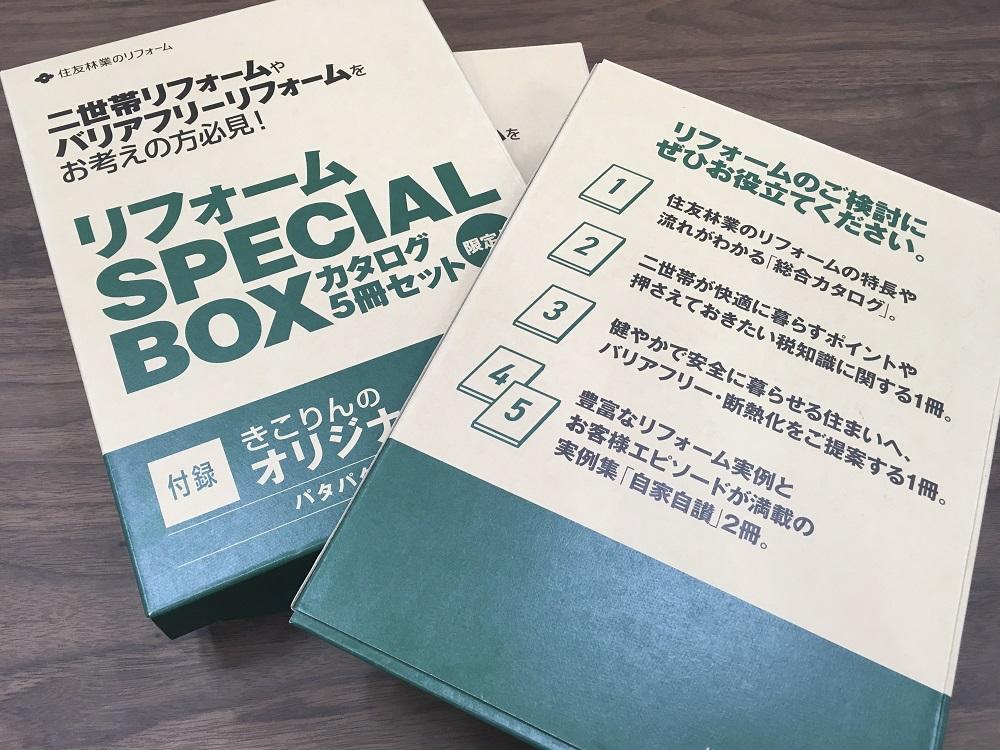 住友林業のリフォーム
二世帯リフォームや
バリアフリーリフォームを
お考えの方必見!
リフォーム
SPECIAL
BOX
カタログ
5冊セット
限定
付録
きこりんの
オリジナ
パタパタ
を
リフォームのご検討に
ぜひお役立てください。
1
住友林業のリフォームの特長や
流れがわかる「総合カタログ」。
2
二世帯が快適に暮らすポイントや
押さえておきたい税知識に関する1冊。
3
健やかで安全に暮らせる住まいへ、
バリアフリー・断熱化をご提案する1冊。
4
5
豊富なリフォーム実例と
お客様エピソードが満載の
実例集「自家自讃」2冊。